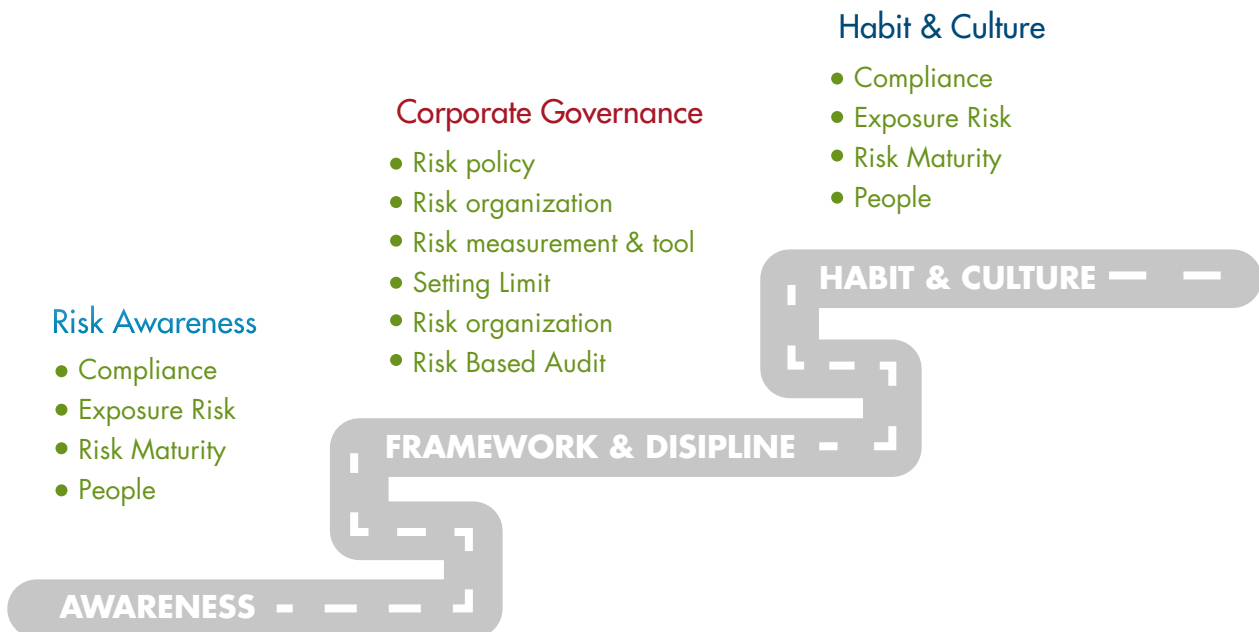 Habit & Culture
• Compliance
• Exposure Risk
• Risk Maturity
• People
Corporate Governance
• Risk policy
• Risk organization
• Risk measurement & tool
• Setting Limit
• Risk organization
• Risk Based Audit
Risk Awareness
• Compliance
• Exposure Risk
• Risk Maturity
• People
HABIT & CULTURE
FRAMEWORK & DISIPLINE
AWARENESS